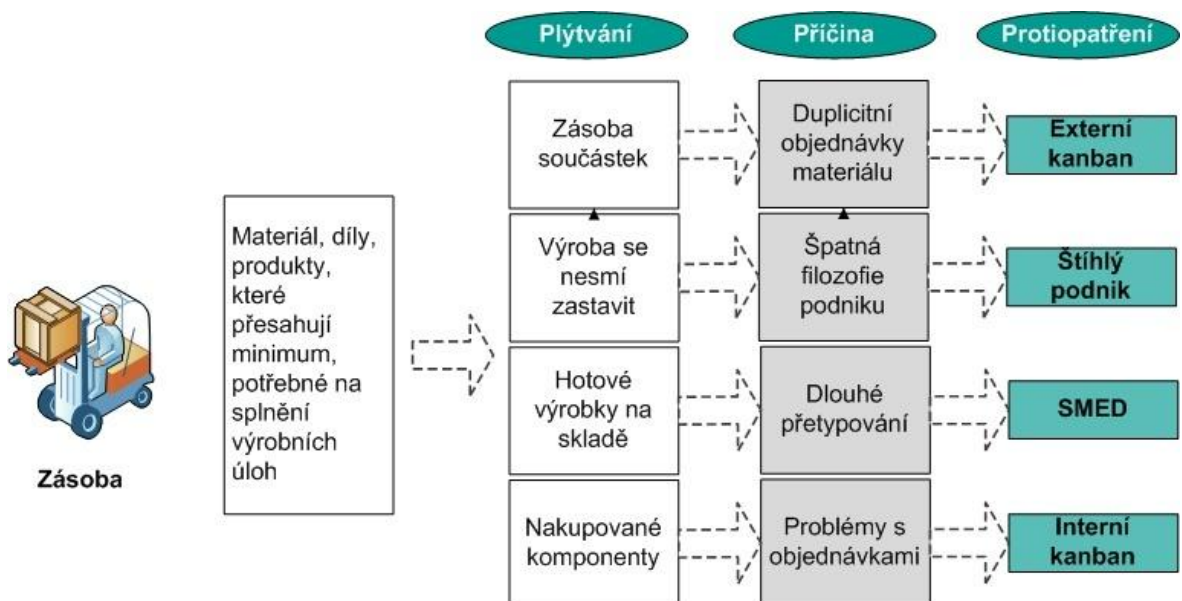 Plýtvání
Příčina
Protiopatření
Zásoba
součástek
Duplicitní
objednávky
materiálu
Externí
kanban
Materiál, díly,
produkty,
které
přesahují
minimum,
potřebné na
splnění
výrobních
úloh
Výroba se
nesmí
zastavit
Špatná
filozofie
podniku
Štíhlý
podnik
Hotové
výrobky na
skladě
Dlouhé
přetypování
SMED
Zásoba
Nakupované
komponenty
Problémy s
objednávkami
Interní
kanban